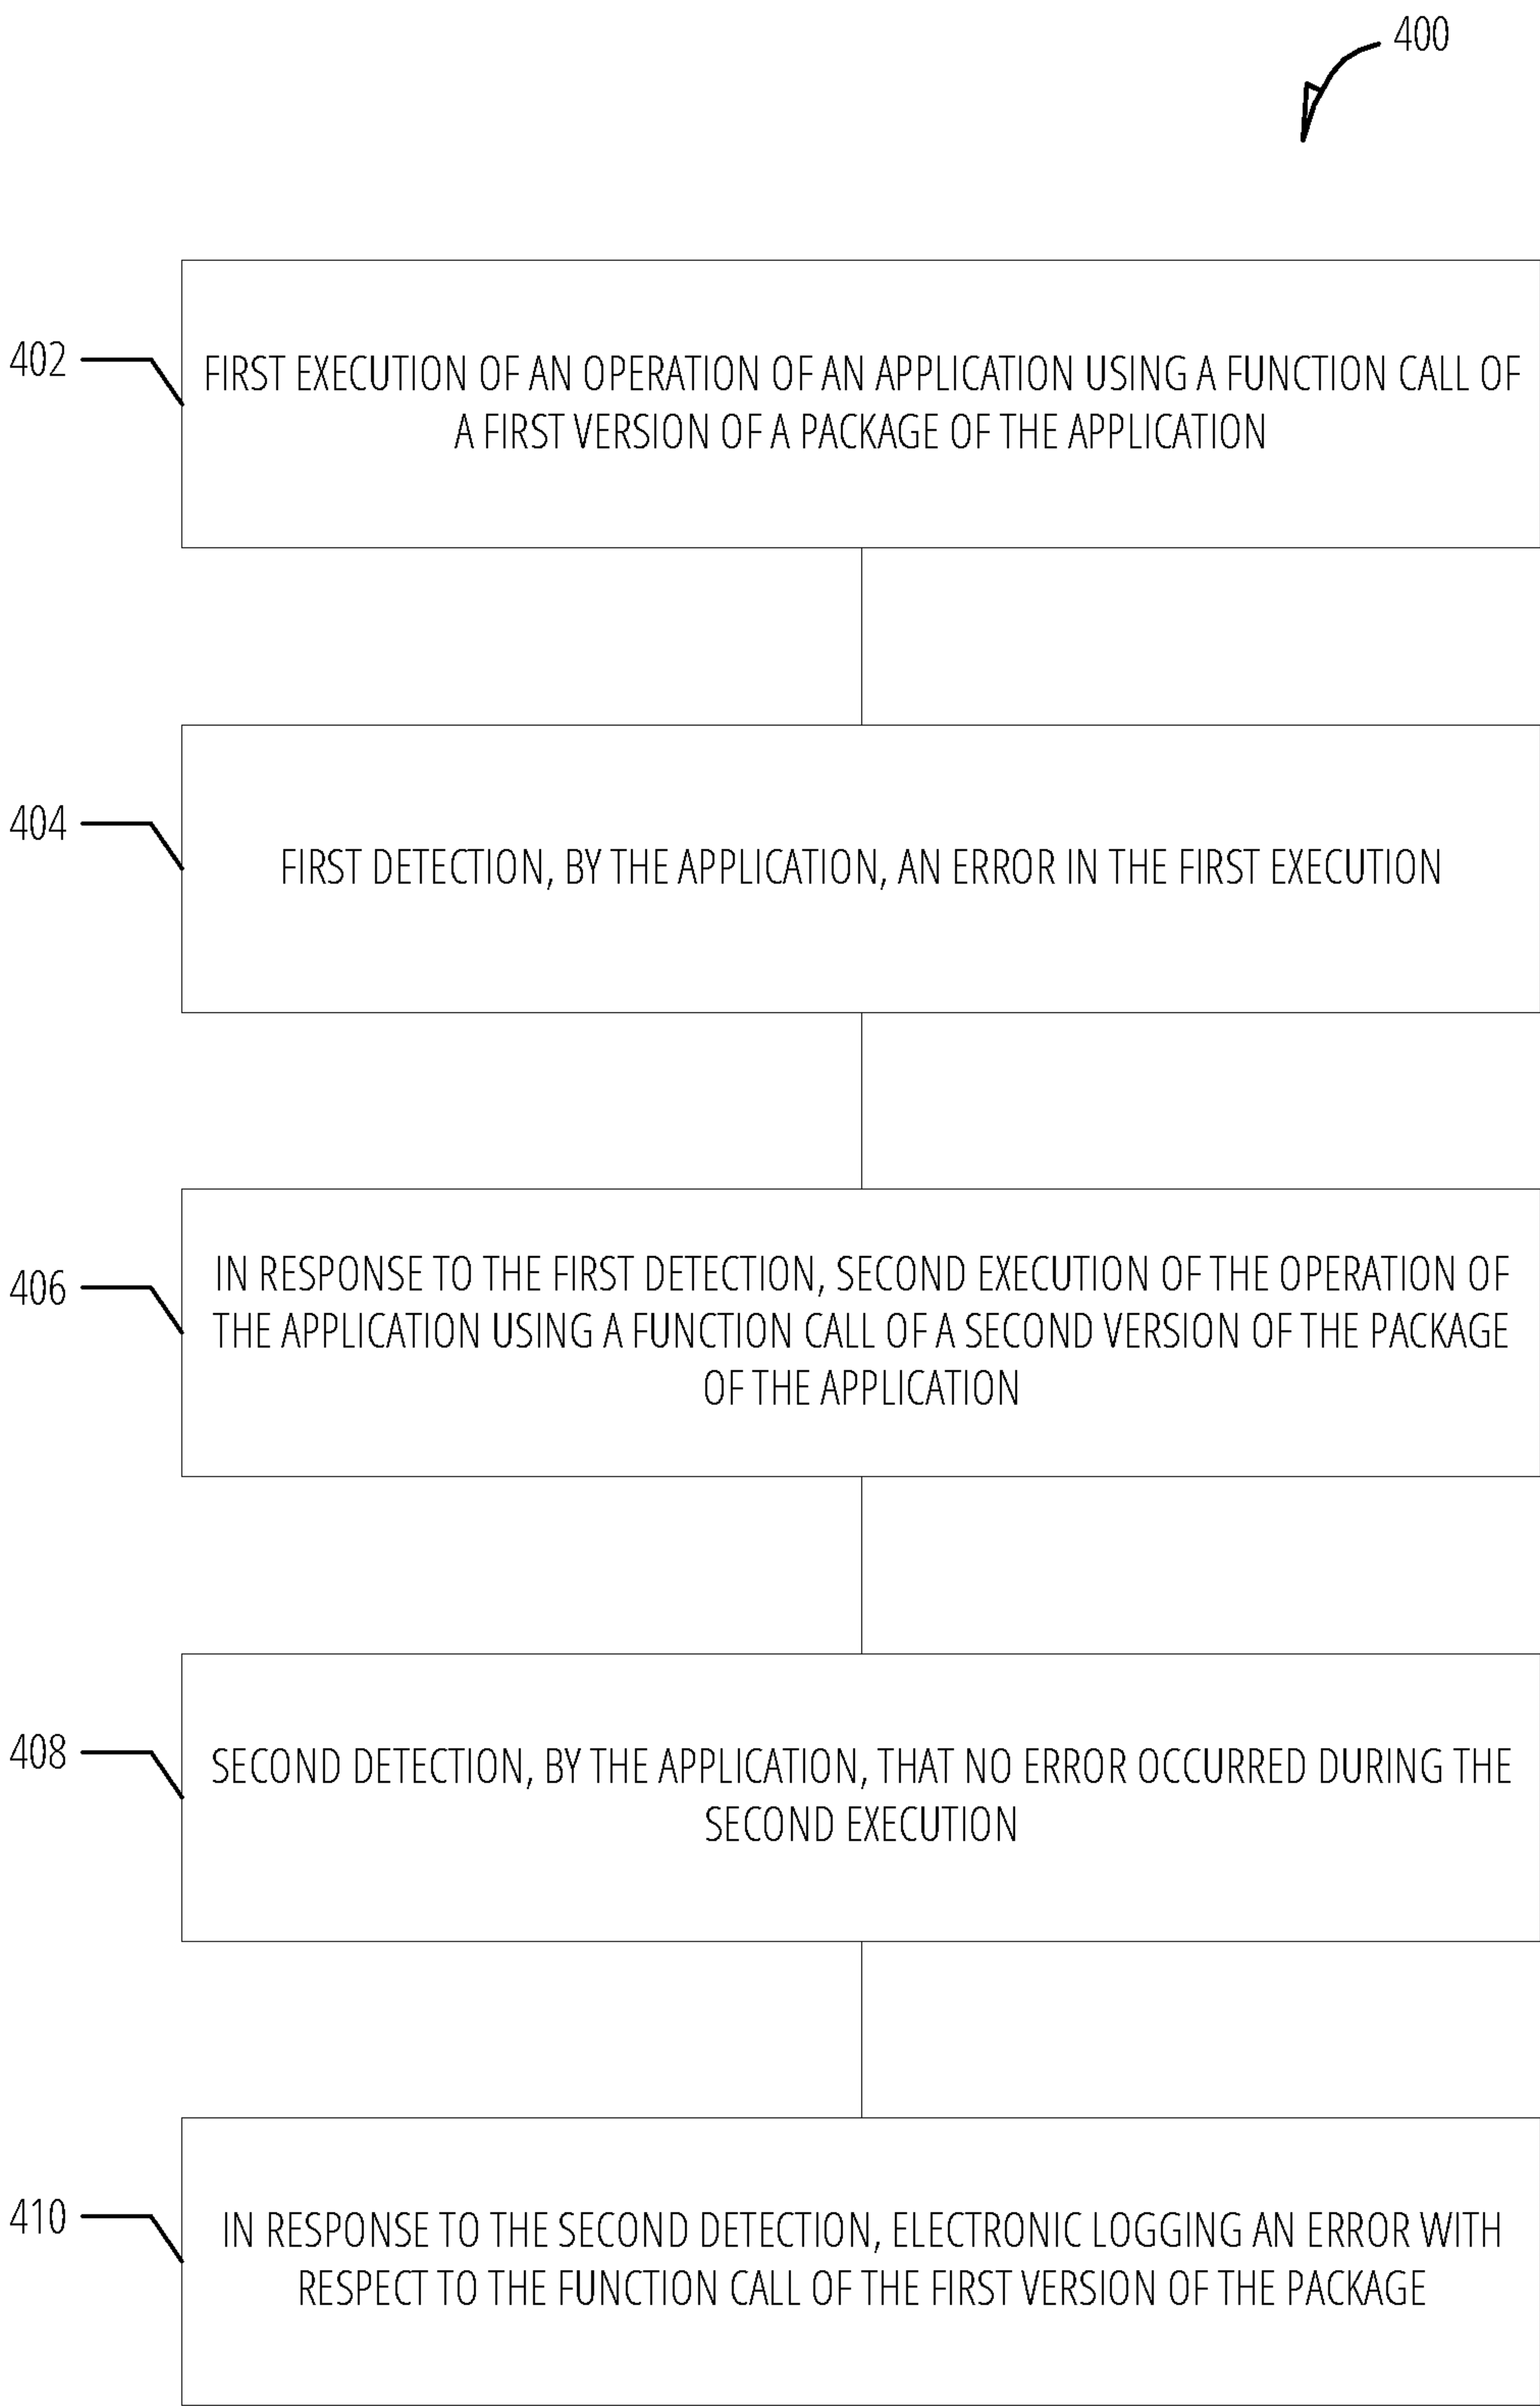 400
402
FIRST EXECUTION OF AN OPERATION OF AN APPLICATION USING A FUNCTION CALL OF
A FIRST VERSION OF A PACKAGE OF THE APPLICATION
404
FIRST DETECTION, BY THE APPLICATION, AN ERROR IN THE FIRST EXECUTION
406
IN RESPONSE TO THE FIRST DETECTION, SECOND EXECUTION OF THE OPERATION OF
THE APPLICATION USING A FUNCTION CALL OF A SECOND VERSION OF THE PACKAGE
OF THE APPLICATION
408
SECOND DETECTION, BY THE APPLICATION, THAT NO ERROR OCCURRED DURING THE
SECOND EXECUTION
410
IN RESPONSE TO THE SECOND DETECTION, ELECTRONIC LOGGING AN ERROR WITH
RESPECT TO THE FUNCTION CALL OF THE FIRST VERSION OF THE PACKAGE